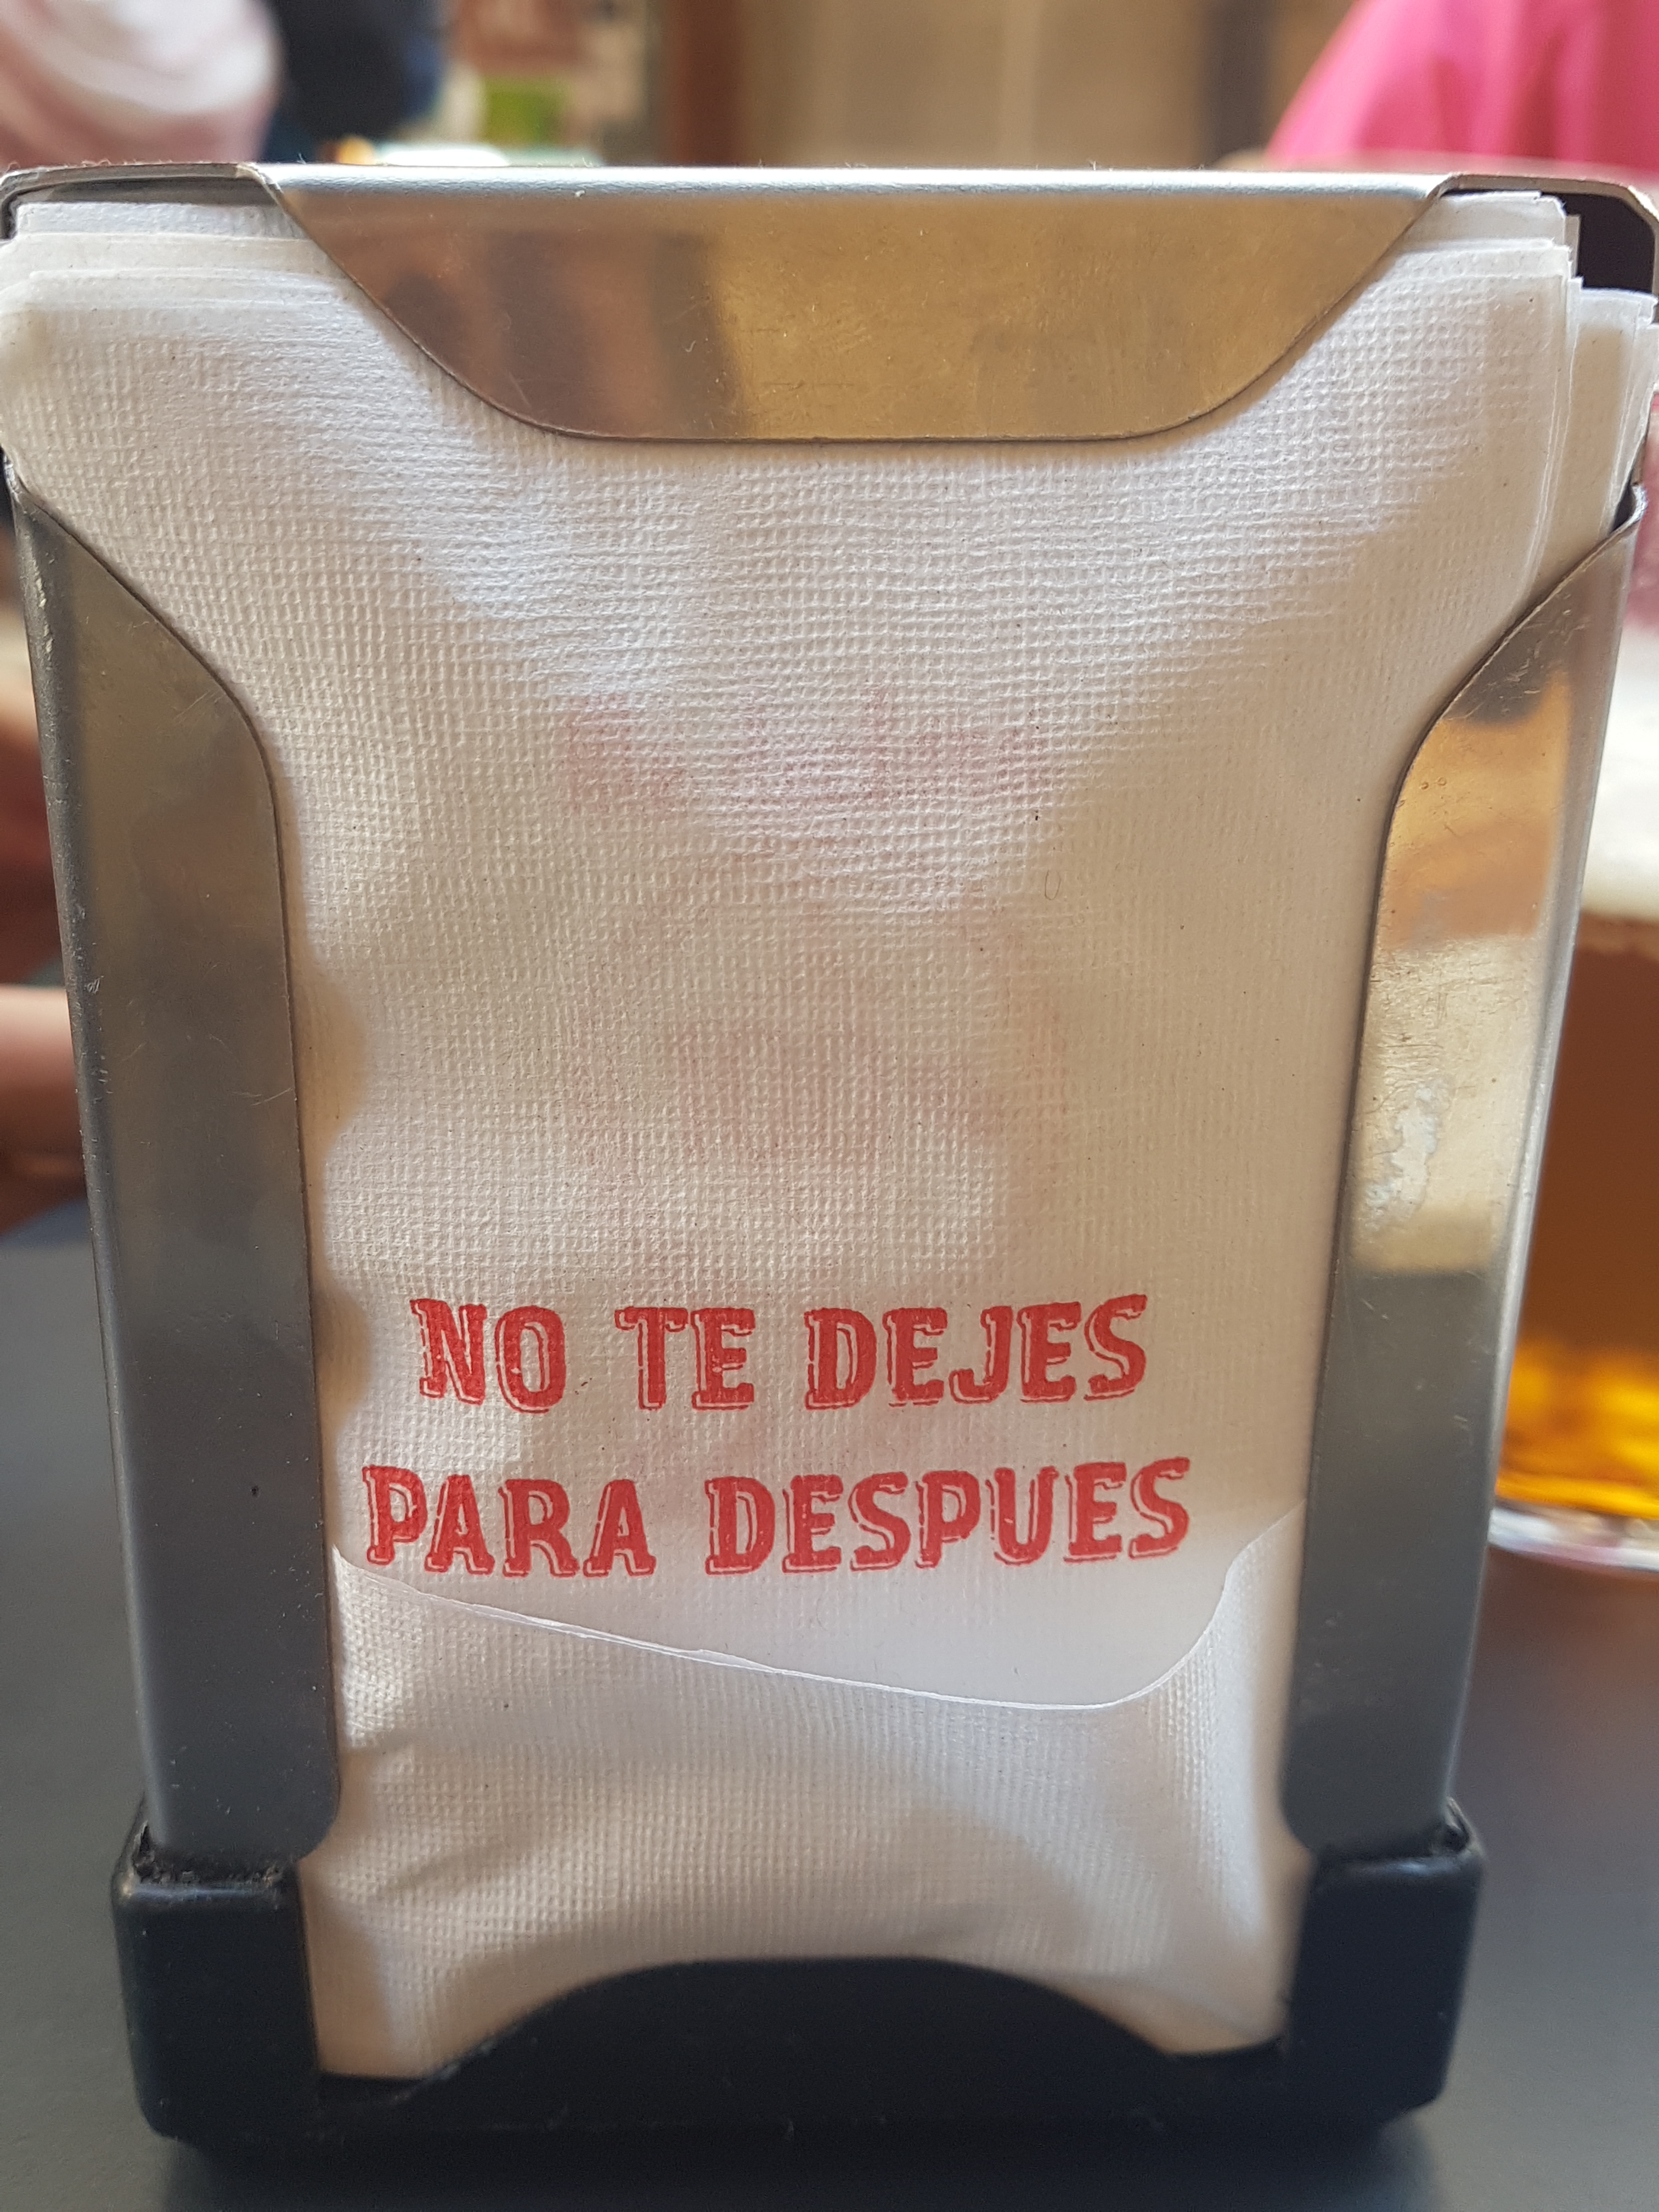 NO TE DEJES
PARA DESPUES